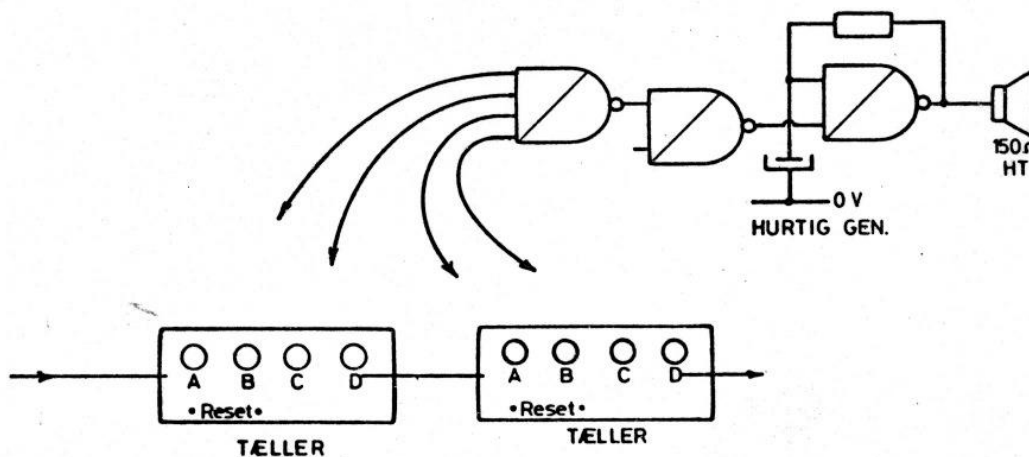 150Ω
HT
0 V
HURTIG GEN.
A B C D
• Reset •
TÆLLER
A B C D
• Reset •
TÆLLER